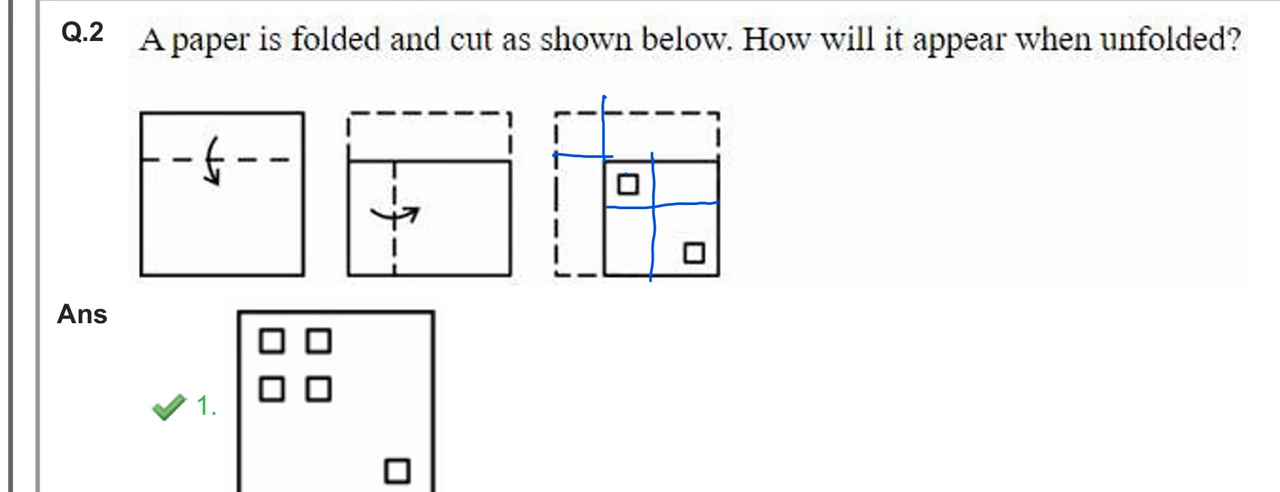 Q.2 A paper is folded and cut as shown below. How will it appear when unfolded?
Ans
1.